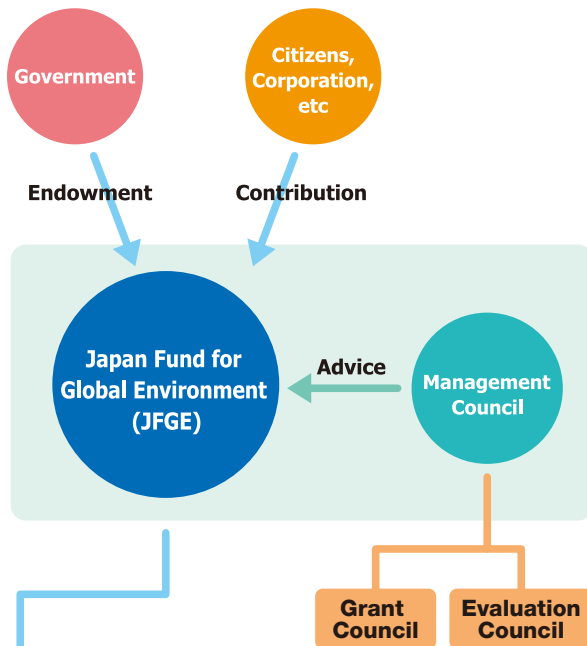 Government
Citizens,
Corporation,
etc
Endowment
Contribution
Japan Fund for
Global Environment
(JFGE)
Advice
Management
Council
Grant
Council
Evaluation
Council